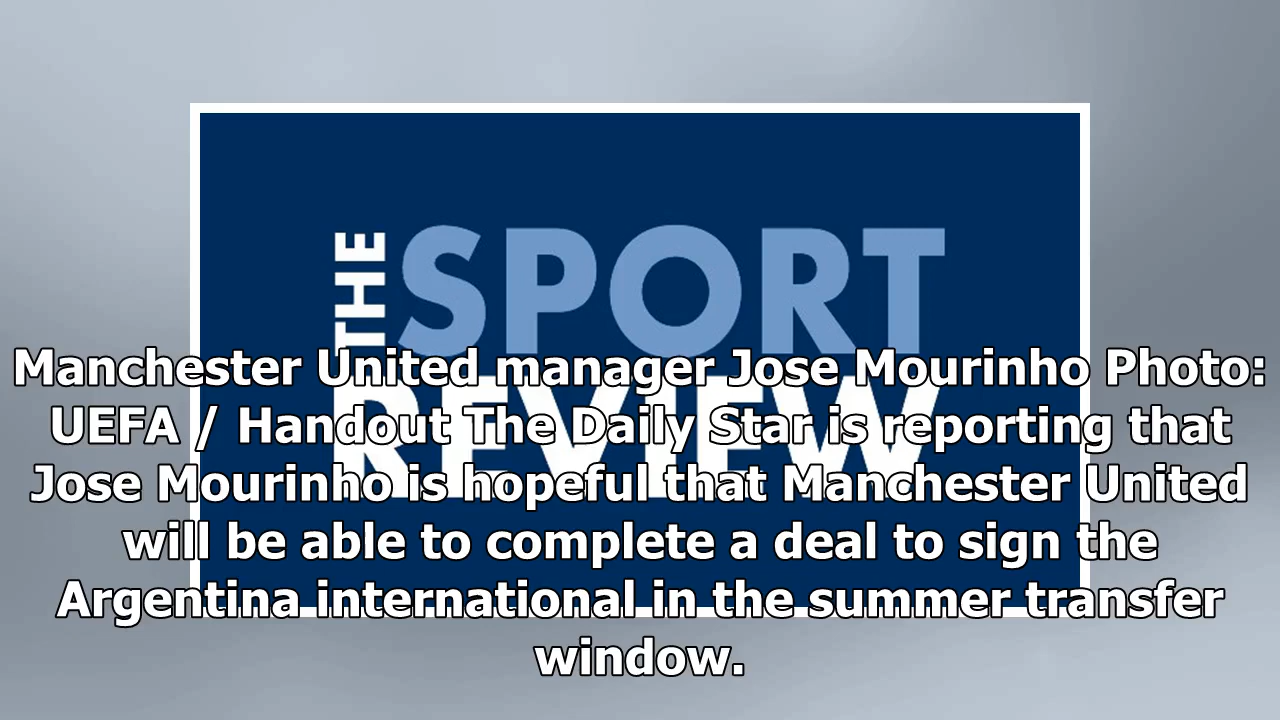 THE
SPORT
REVIEW
Manchester United manager Jose Mourinho Photo:
UEFA / Handout The Daily Star is reporting that
Jose Mourinho is hopeful that Manchester United
will be able to complete a deal to sign the
Argentina international in the summer transfer
window.